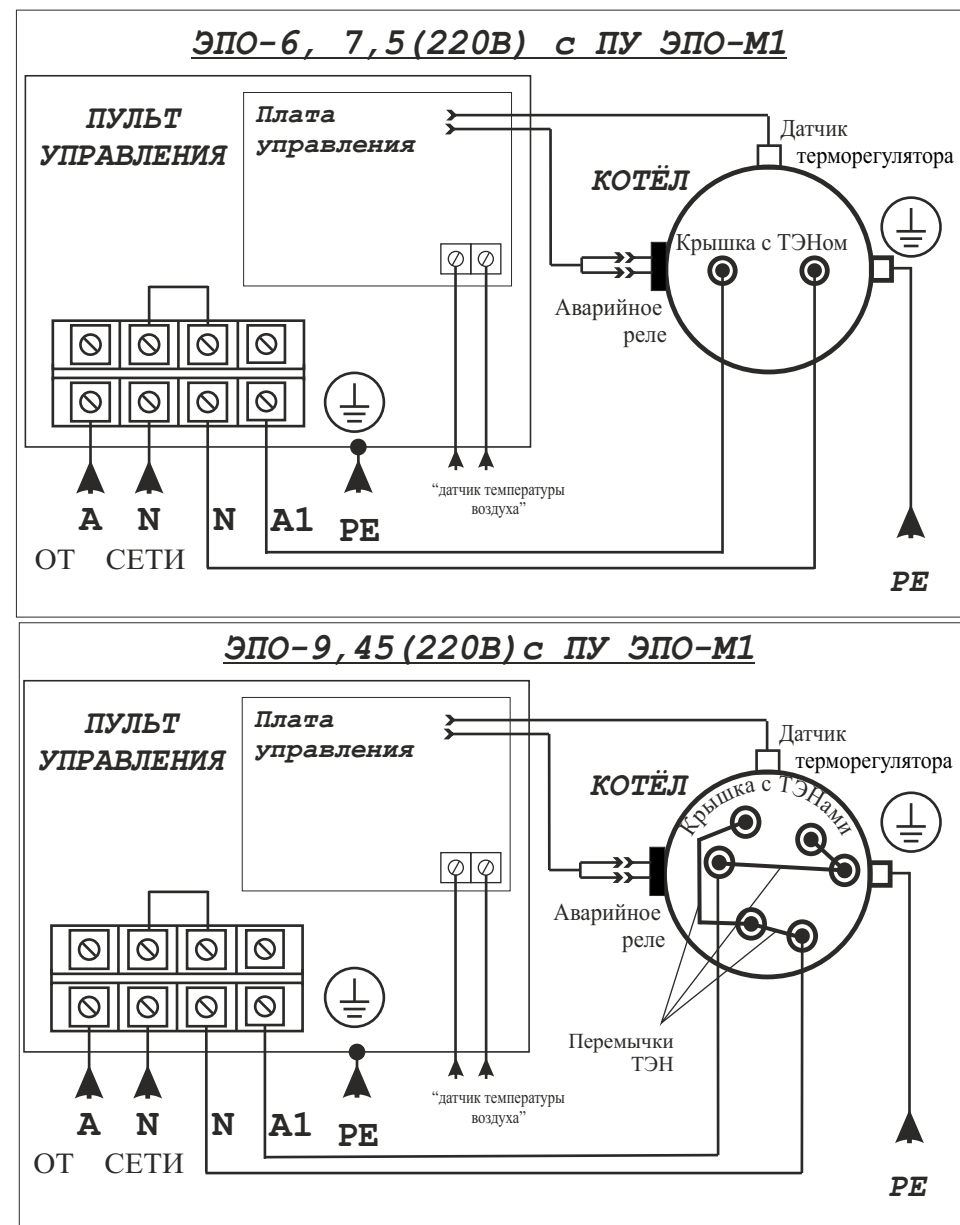 ЭПО-6, 7,5(220В) с ПУ ЭПО-М1
ПУЛЬТ
УПРАВЛЕНИЯ
Плата
управления
Датчик
терморегулятора
КОТЁЛ
Крышка с ТЭНом
Аварийное
реле
“датчик температуры
воздуха”
A N N A1 PE
ОТ СЕТИ
PE
ЭПО-9,45(220В)с ПУ ЭПО-М1
ПУЛЬТ
УПРАВЛЕНИЯ
Плата
управления
Датчик
терморегулятора
КОТЁЛ
Крышка с ТЭНами
Аварийное
реле
Перемычки
ТЭН
“датчик температуры
воздуха”
A N N A1 PE
ОТ СЕТИ
PE